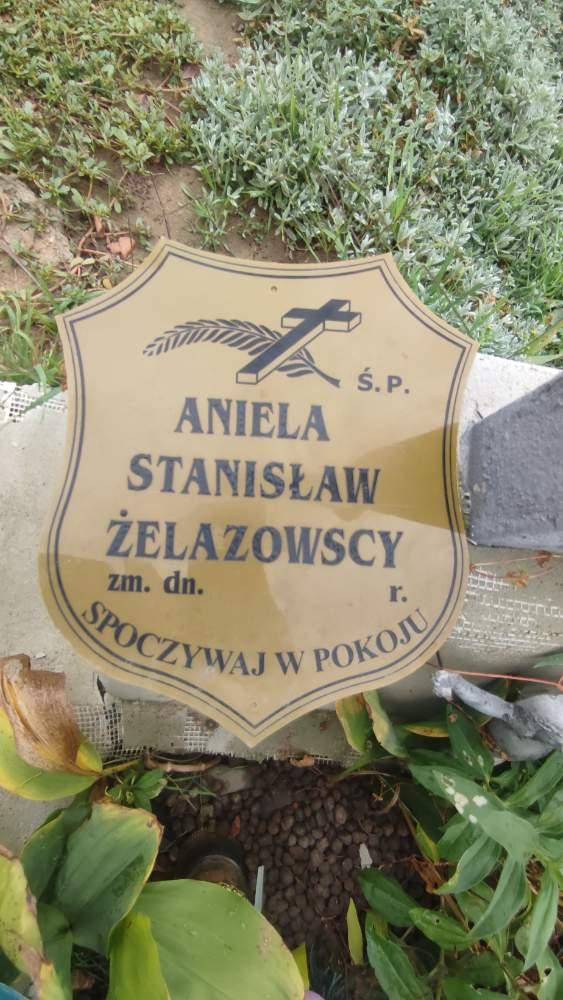 Ś.P.
ANIELA
STANISŁAW
ŻELAZOWSCY
zm. dn. r.
SPOCZYWAJ W POKOJU